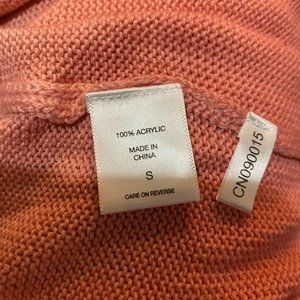 100% ACRYLIC
MADE IN
CHINA
S
CARE ON REVERSE
CN090015